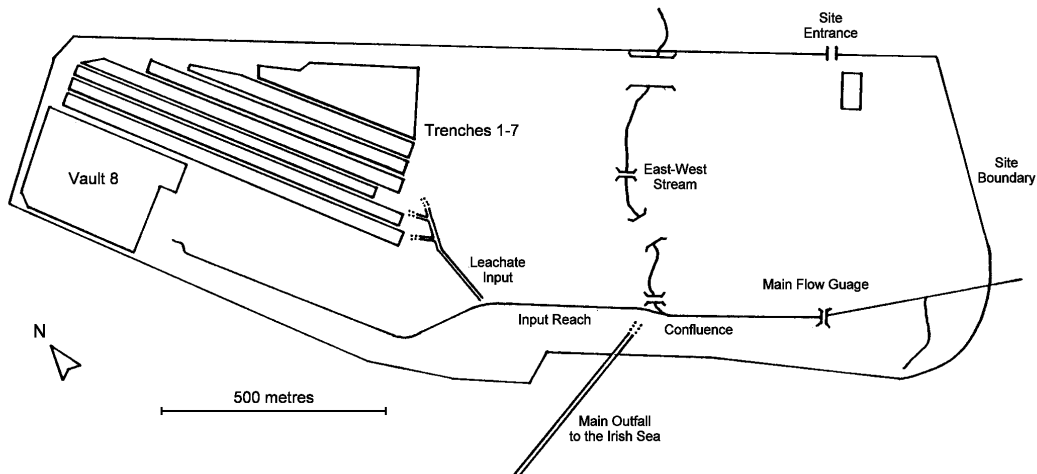 Site
Entrance
Trenches 1-7
Vault 8
East-West
Stream
Site
Boundary
Leachate
Input
Main Flow Guage
Input Reach
Confluence
N
500 metres
Main Outfall
to the Irish Sea